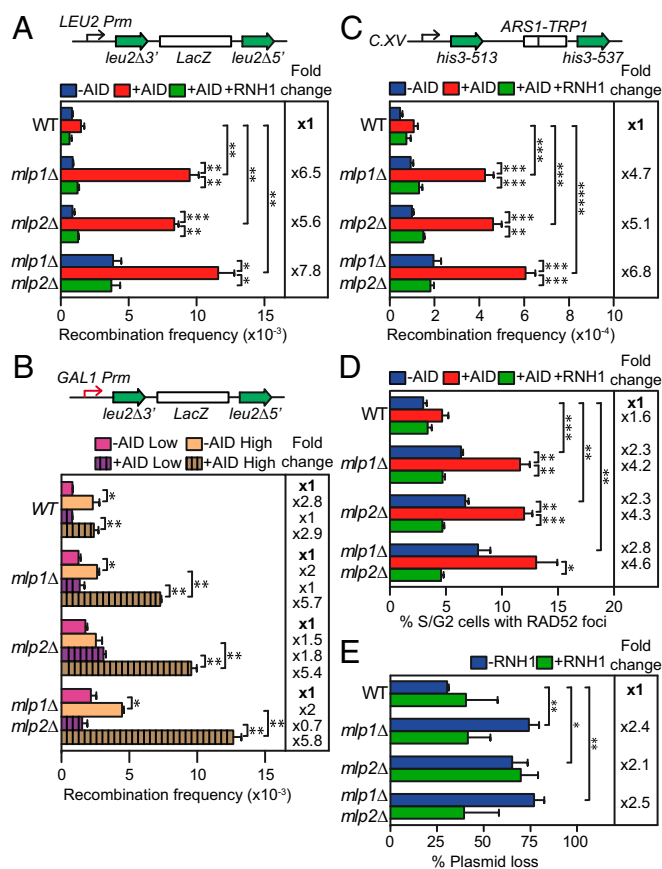 A
LEU2 Prm
leu2Δ3' LacZ leu2Δ5'
-AID +AID +AID +RNH1
Fold change
WT x1
mlp1Δ x6.5
mlp2Δ x5.6
mlp1Δ mlp2Δ x7.8
** ** ** ** ** *** ** * *
0 5 10 15
Recombination frequency (x10-3)
B
GAL1 Prm
leu2Δ3' LacZ leu2Δ5'
-AID Low -AID High
+AID Low +AID High
Fold change
WT x1 x2.8 x1 x2.9
mlp1Δ x1 x2 x1 x5.7
mlp2Δ x1 x1.5 x1.8 x5.4
mlp1Δ mlp2Δ x1 x2 x0.7 x5.8
* ** * ** ** ** ** * ** **
0 5 10 15
Recombination frequency (x10-3)
C
ARS1-TRP1
C.XV
his3-513 his3-537
-AID +AID +AID +RNH1
Fold change
WT x1
mlp1Δ x4.7
mlp2Δ x5.1
mlp1Δ mlp2Δ x6.8
*** *** **** *** *** *** ** *** ***
0 2 4 6 8 10
Recombination frequency (x10-4)
D
-AID +AID +AID +RNH1
Fold change
WT x1 x1.6
mlp1Δ x2.3 x4.2
mlp2Δ x2.3 x4.3
mlp1Δ mlp2Δ x2.8 x4.6
*** ** ** ** ** ** *** *
0 5 10 15 20
% S/G2 cells with RAD52 foci
E
-RNH1 +RNH1
Fold change
WT x1
mlp1Δ x2.4
mlp2Δ x2.1
mlp1Δ mlp2Δ x2.5
** * **
0 25 50 75 100
% Plasmid loss